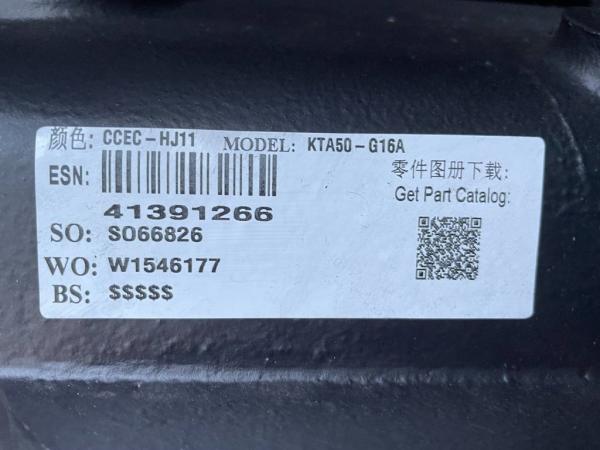 颜色: CCEC-HJ11 MODEL: KTA50-G16A
ESN:
41391266
零件图册下载:
Get Part Catalog:
SO: SO66826
WO: W1546177
BS: $$$$$